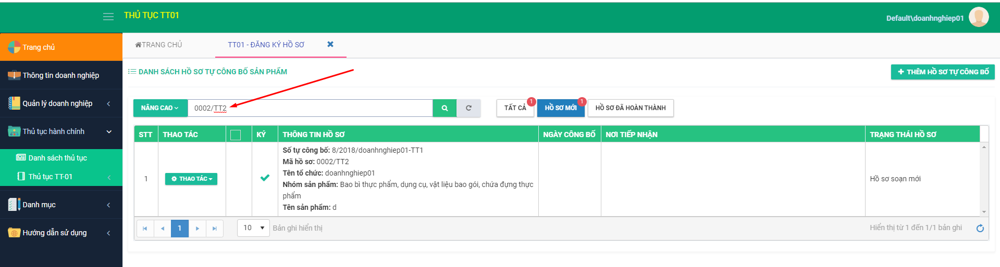 THỦ TỤC TT01
Default\doanhnghiep01
Trang chủ
Thông tin doanh nghiệp
Quản lý doanh nghiệp
Thủ tục hành chính
Danh sách thủ tục
Thủ tục TT-01
Danh mục
Hướng dẫn sử dụng
TRANG CHỦ
TT01 - ĐĂNG KÝ HỒ SƠ
DANH SÁCH HỒ SƠ TỰ CÔNG BỐ SẢN PHẨM
THÊM HỒ SƠ TỰ CÔNG BỐ
NÂNG CAO
0002/TT2
TẤT CẢ
1
HỒ SƠ MỚI
1
HỒ SƠ ĐÃ HOÀN THÀNH
STT THAO TÁC KÝ THÔNG TIN HỒ SƠ NGÀY CÔNG BỐ NƠI TIẾP NHẬN TRẠNG THÁI HỒ SƠ
1
THAO TÁC
Số tự công bố: 8/2018/doanhnghiep01-TT1
Mã hồ sơ: 0002/TT2
Tên tổ chức: doanhnghiep01
Nhóm sản phẩm: Bao bì thực phẩm, dụng cụ, vật liệu bao gói, chứa đựng thực
phẩm
Tên sản phẩm: d
Hồ sơ soạn mới
1
10
Bản ghi hiển thị
Hiển thị từ 1 đến 1/1 bản ghi